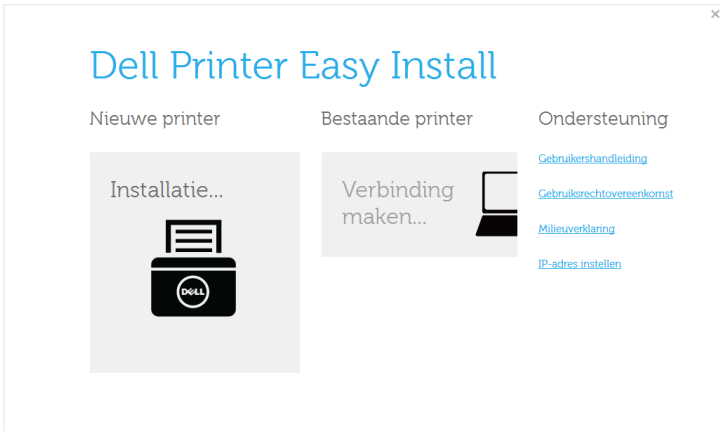 ×
Dell Printer Easy Install
Nieuwe printer
Bestaande printer
Ondersteuning
Installatie...
DELL
Verbinding
maken...
Gebruikershandleiding
Gebruiksrechtovereenkomst
Milieuverklaring
IP-adres instellen